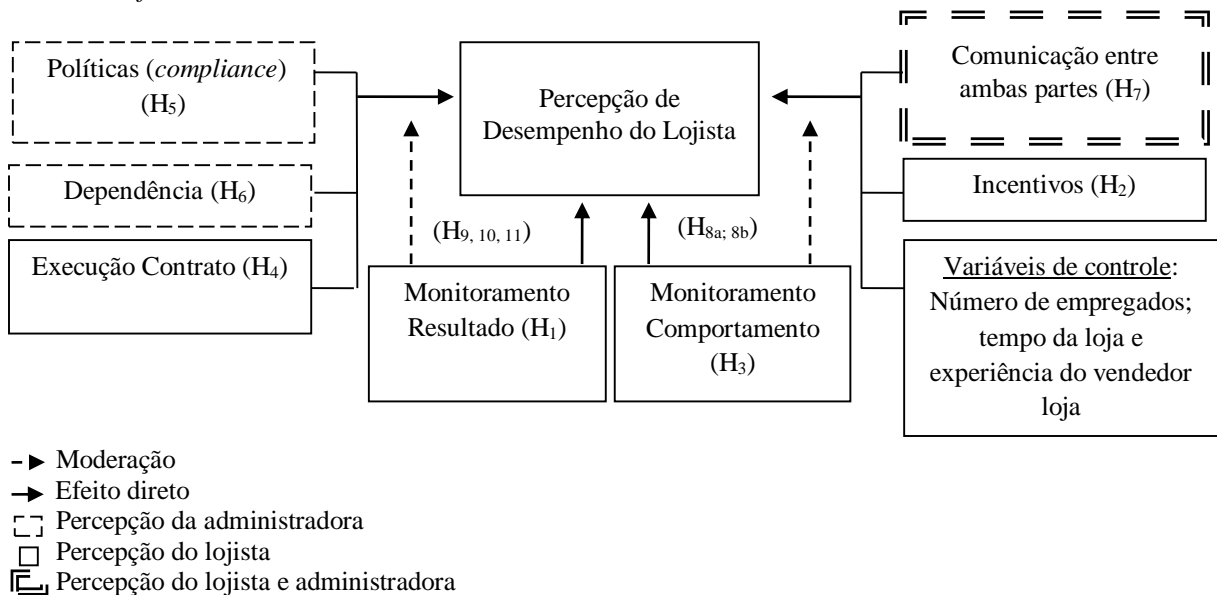 Políticas (compliance)
(H5)
Dependência (H6)
Execução Contrato (H4)
Percepção de
Desempenho do Lojista
(H9, 10, 11)
(H8a; 8b)
Monitoramento
Resultado (H1)
Monitoramento
Comportamento
(H3)
Comunicação entre
ambas partes (H7)
Incentivos (H2)
Variáveis de controle:
Número de empregados;
tempo da loja e
experiência do vendedor
loja
Moderação
Efeito direto
Percepção da administradora
Percepção do lojista
Percepção do lojista e administradora